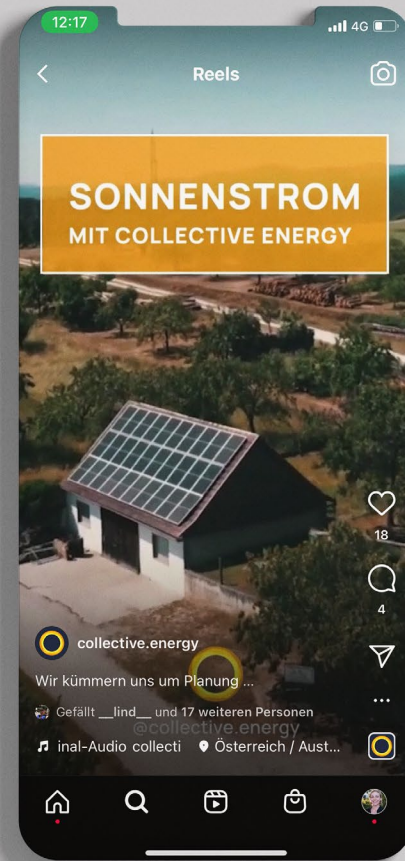 12:17
4G
Reels
SONNENSTROM
MIT COLLECTIVE ENERGY
18
4
collective.energy
Wir kümmern uns um Planung ...
Gefällt __lind__ und 17 weiteren Personen
@collective.energy
inal-Audio collecti
Österreich / Aust...